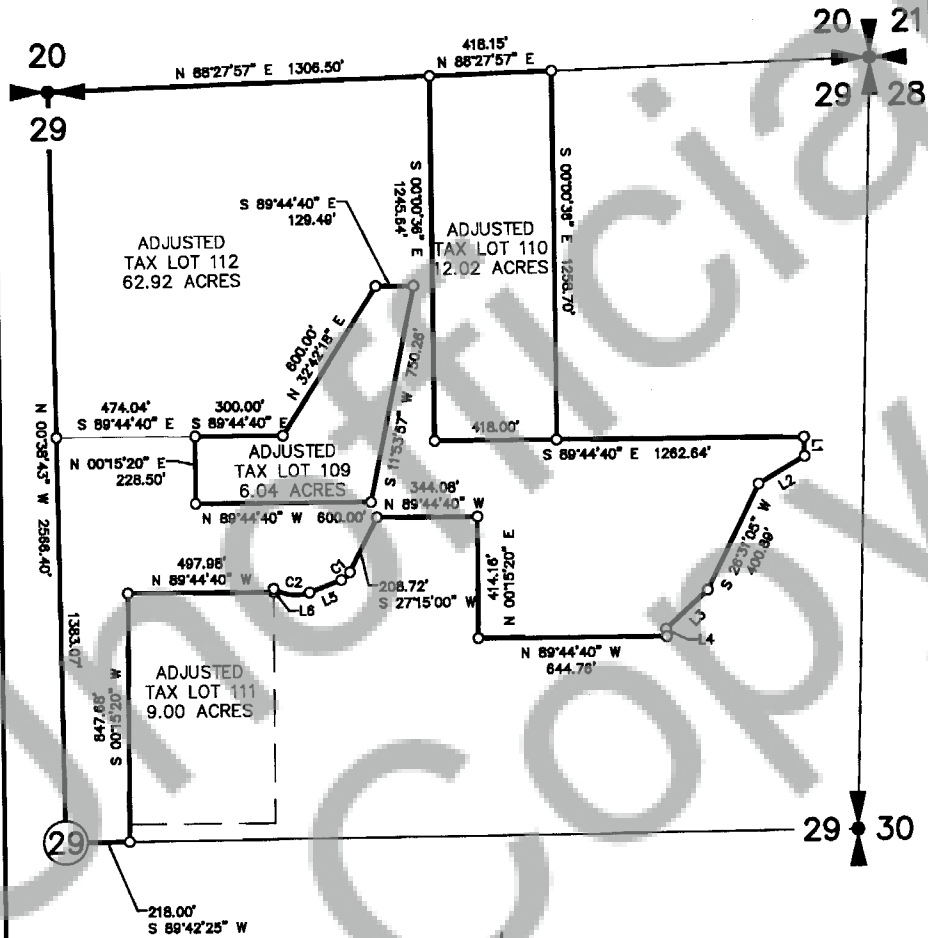 20
29
N 88°27'57" E 1306.50'
418.15'
N 88°27'57" E
20 21
29 28
S 89°44'40" E
129.49'
S 00°00'36" E
1245.64'
S 00°00'36" E 1258.70'
ADJUSTED
TAX LOT 110
12.02 ACRES
ADJUSTED
TAX LOT 112
62.92 ACRES
600.00'
N 32°42'18" E
S 11°53'57" W 750.26'
474.04'
S 89°44'40" E
300.00'
S 89°44'40" E
418.00'
S 89°44'40" E 1262.64'
L1
L2
N 00°15'20" E
228.50'
ADJUSTED
TAX LOT 109
6.04 ACRES
N 89°44'40" W 600.00'
344.08'
N 89°44'40" W
N 00°38'43" W 2566.40'
S 26°31'05" W
400.89'
497.98'
N 89°44'40" W
C2
L5
C1
L6
208.72'
S 27°15'00" W
414.16'
N 00°15'20" E
L3
L4
N 89°44'40" W
644.76'
1383.07'
847.68'
S 00°15'20" W
ADJUSTED
TAX LOT 111
9.00 ACRES
29
29 30
218.00'
S 89°42'25" W
Unofficial
Copy